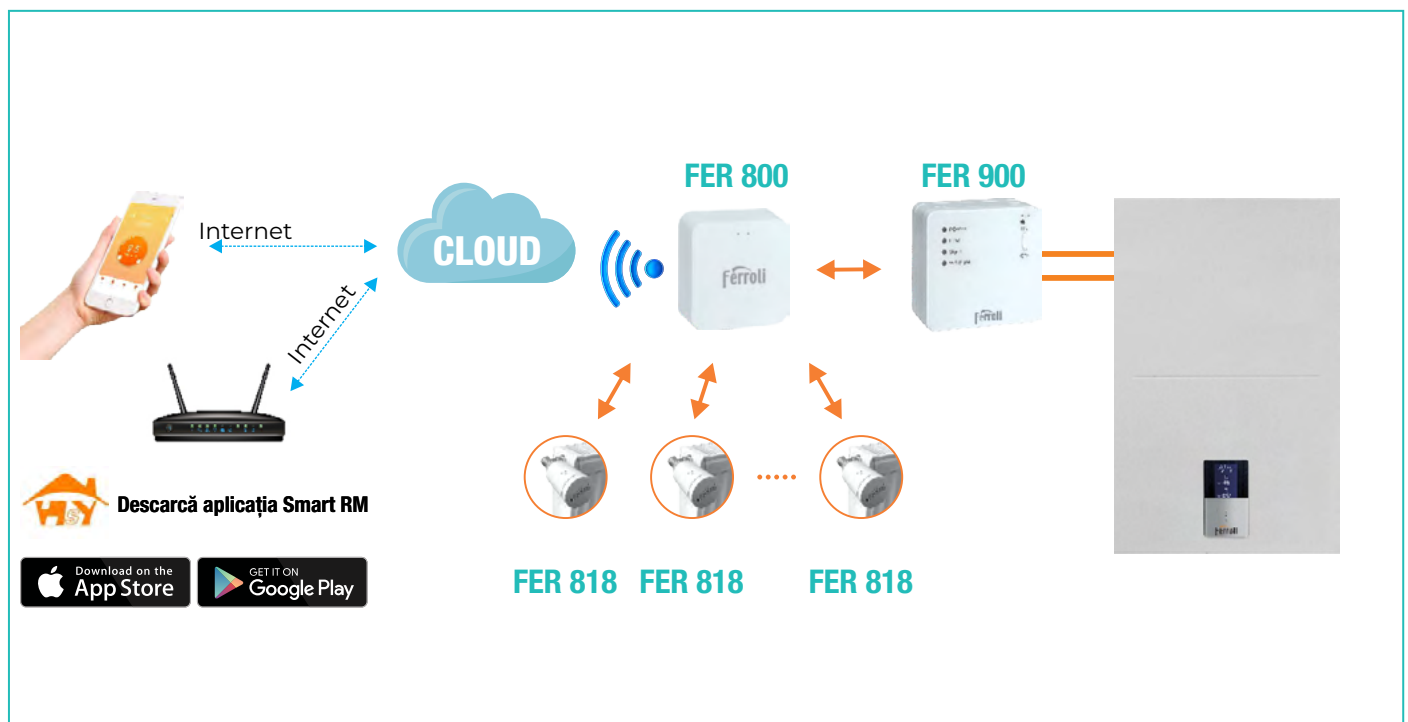 FER 800
FER 900
Internet
CLOUD
Ferroli
Ferroli
Internet
Descarcă aplicația Smart RM
HSY
Download on the
App Store
GET IT ON
Google Play
FER 818
FER 818
FER 818
Ferroli